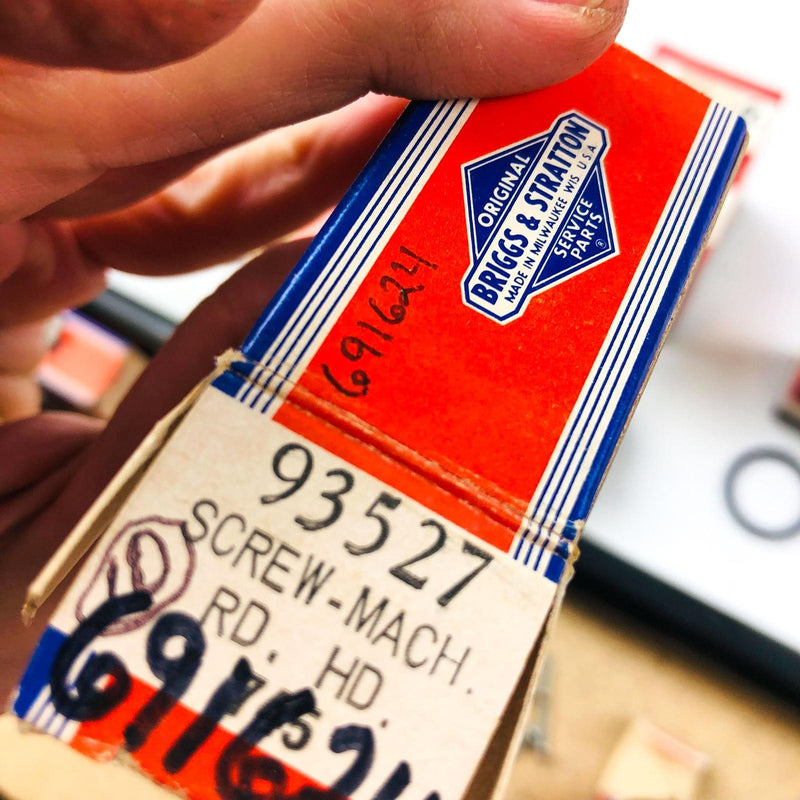 ORIGINAL
BRIGGS & STRATTON
MADE IN MILWAUKEE WIS U.S.A
SERVICE
PARTS
®
691624
93527
SCREW-MACH.
RD. HD.
10
691624